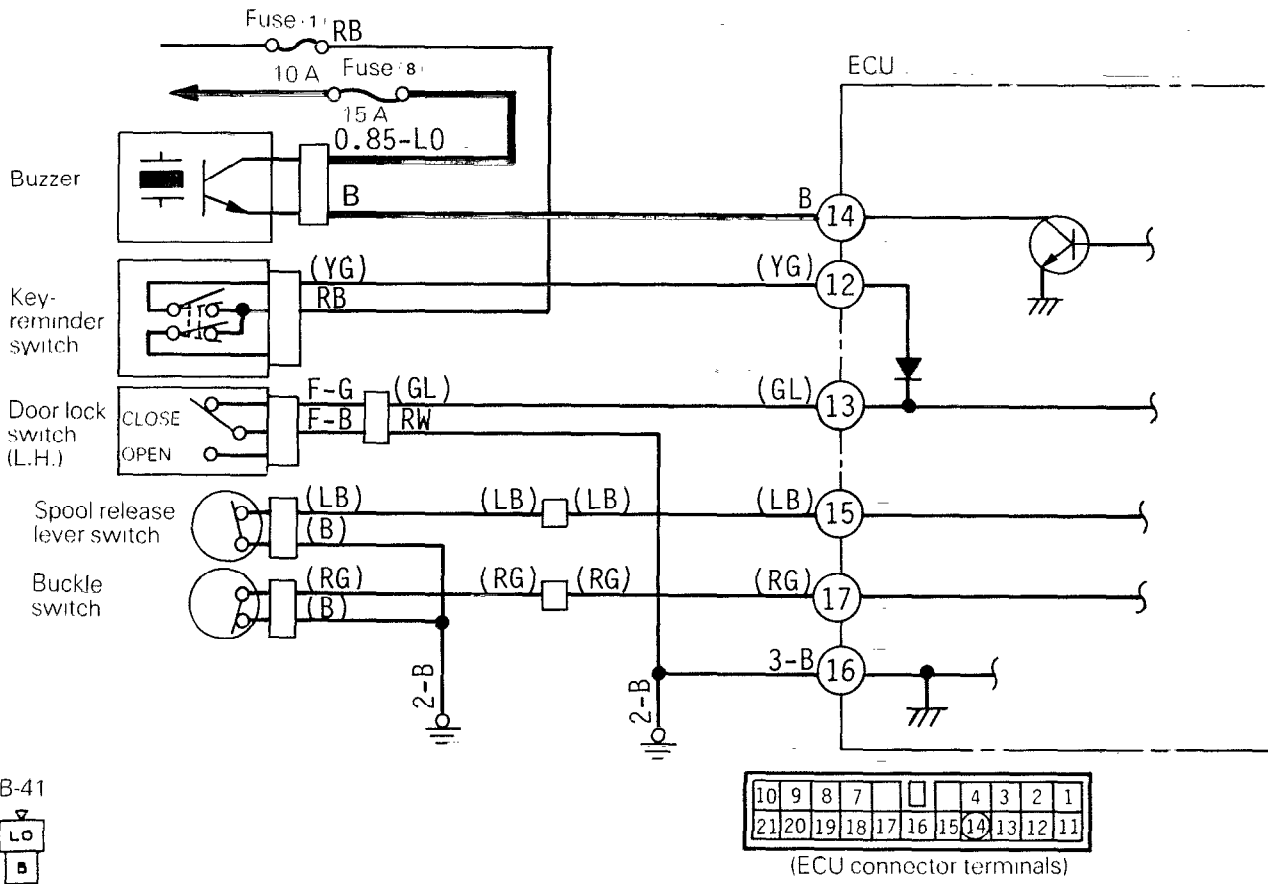 Fuse (1) RB
10 A Fuse (8)
15 A
0.85-LO
ECU
Buzzer
B
B
14
Key-
reminder
switch
(YG)
RB
(YG)
12
Door lock
switch
(L.H.)
CLOSE
OPEN
F-G (GL)
F-B RW
(GL)
13
Spool release
lever switch
(LB)
(B)
(LB) (LB)
(LB)
15
Buckle
switch
(RG)
(B)
(RG) (RG)
(RG)
17
2-B
2-B
3-B
16
B-41
LO
B
10 9 8 7 4 3 2 1
21 20 19 18 17 16 15 14 13 12 11
(ECU connector terminals)